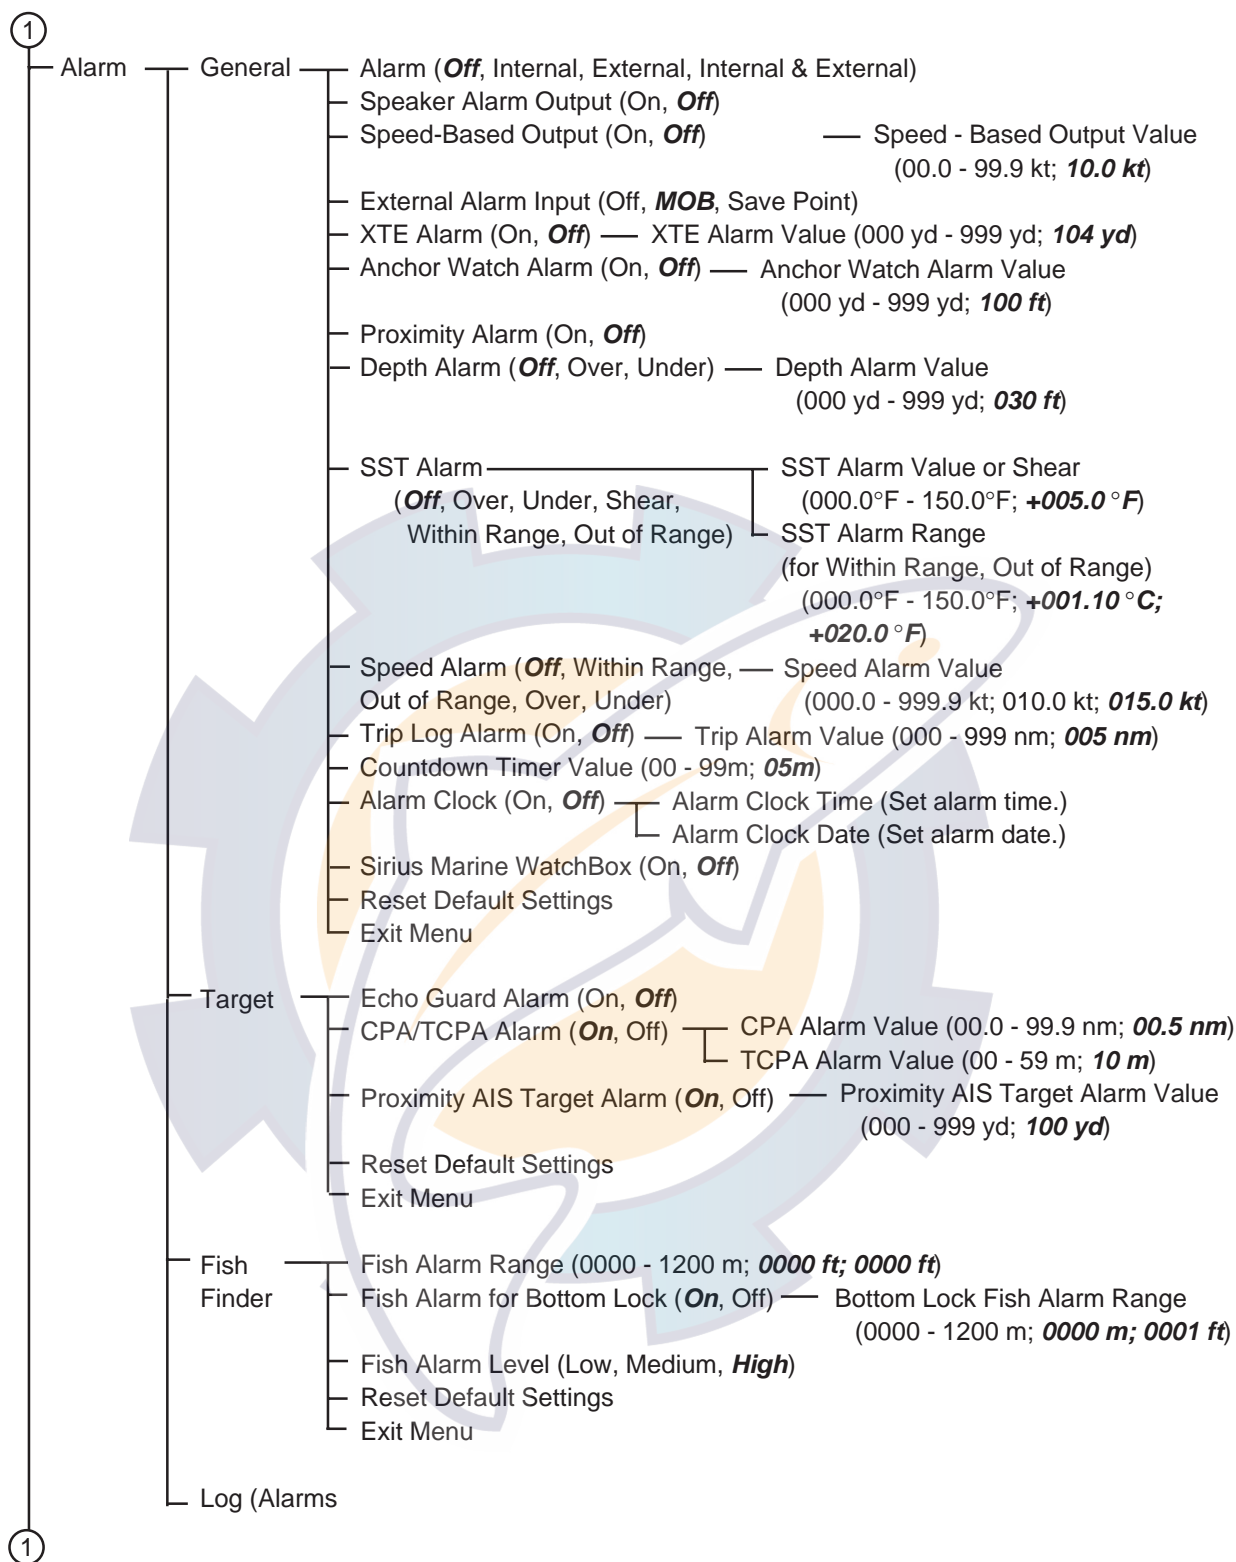 1
Alarm General Alarm (Off, Internal, External, Internal & External)
Speaker Alarm Output (On, Off)
Speed-Based Output (On, Off) Speed - Based Output Value
(00.0 - 99.9 kt; 10.0 kt)
External Alarm Input (Off, MOB, Save Point)
XTE Alarm (On, Off) XTE Alarm Value (000 yd - 999 yd; 104 yd)
Anchor Watch Alarm (On, Off) Anchor Watch Alarm Value
(000 yd - 999 yd; 100 ft)
Proximity Alarm (On, Off)
Depth Alarm (Off, Over, Under) Depth Alarm Value
(000 yd - 999 yd; 030 ft)
SST Alarm SST Alarm Value or Shear
(Off, Over, Under, Shear, (000.0°F - 150.0°F; +005.0 °F)
Within Range, Out of Range) SST Alarm Range
(for Within Range, Out of Range)
(000.0°F - 150.0°F; +001.10 °C;
+020.0 °F)
Speed Alarm (Off, Within Range, Speed Alarm Value
Out of Range, Over, Under) (000.0 - 999.9 kt; 010.0 kt; 015.0 kt)
Trip Log Alarm (On, Off) Trip Alarm Value (000 - 999 nm; 005 nm)
Countdown Timer Value (00 - 99m; 05m)
Alarm Clock (On, Off) Alarm Clock Time (Set alarm time.)
Alarm Clock Date (Set alarm date.)
Sirius Marine WatchBox (On, Off)
Reset Default Settings
Exit Menu
Target Echo Guard Alarm (On, Off)
CPA/TCPA Alarm (On, Off) CPA Alarm Value (00.0 - 99.9 nm; 00.5 nm)
TCPA Alarm Value (00 - 59 m; 10 m)
Proximity AIS Target Alarm (On, Off) Proximity AIS Target Alarm Value
(000 - 999 yd; 100 yd)
Reset Default Settings
Exit Menu
Fish Fish Alarm Range (0000 - 1200 m; 0000 ft; 0000 ft)
Finder Fish Alarm for Bottom Lock (On, Off) Bottom Lock Fish Alarm Range
(0000 - 1200 m; 0000 m; 0001 ft)
Fish Alarm Level (Low, Medium, High)
Reset Default Settings
Exit Menu
Log (Alarms
1